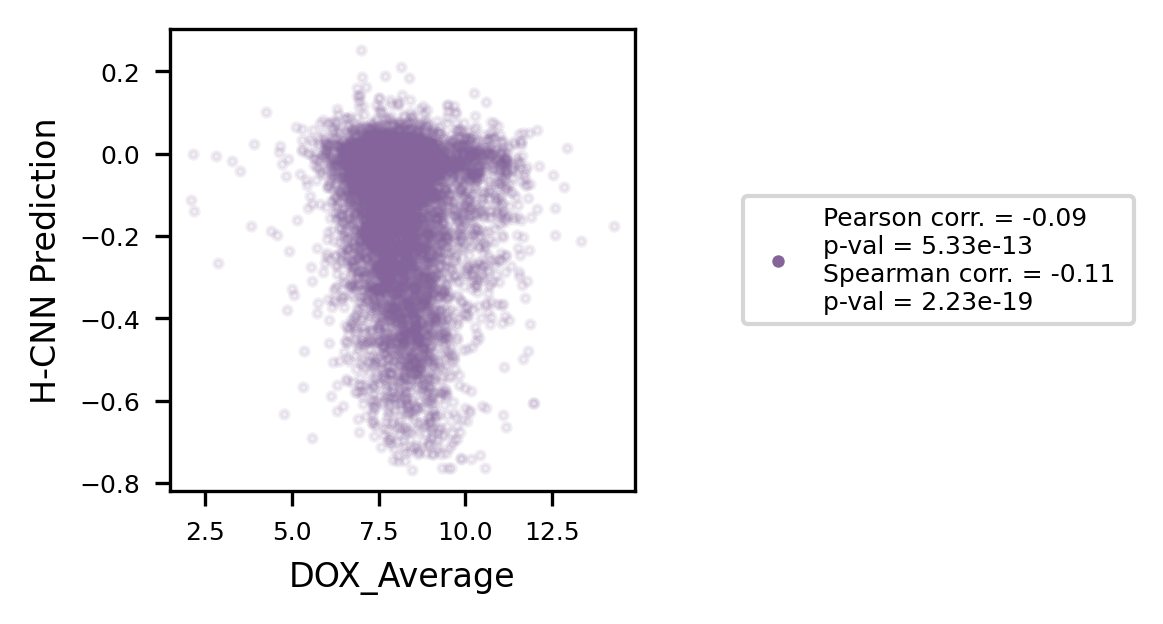 H-CNN Prediction
0.2
0.0
−0.2
−0.4
−0.6
−0.8
2.5 5.0 7.5 10.0 12.5
DOX_Average
Pearson corr. = -0.09
p-val = 5.33e-13
Spearman corr. = -0.11
p-val = 2.23e-19